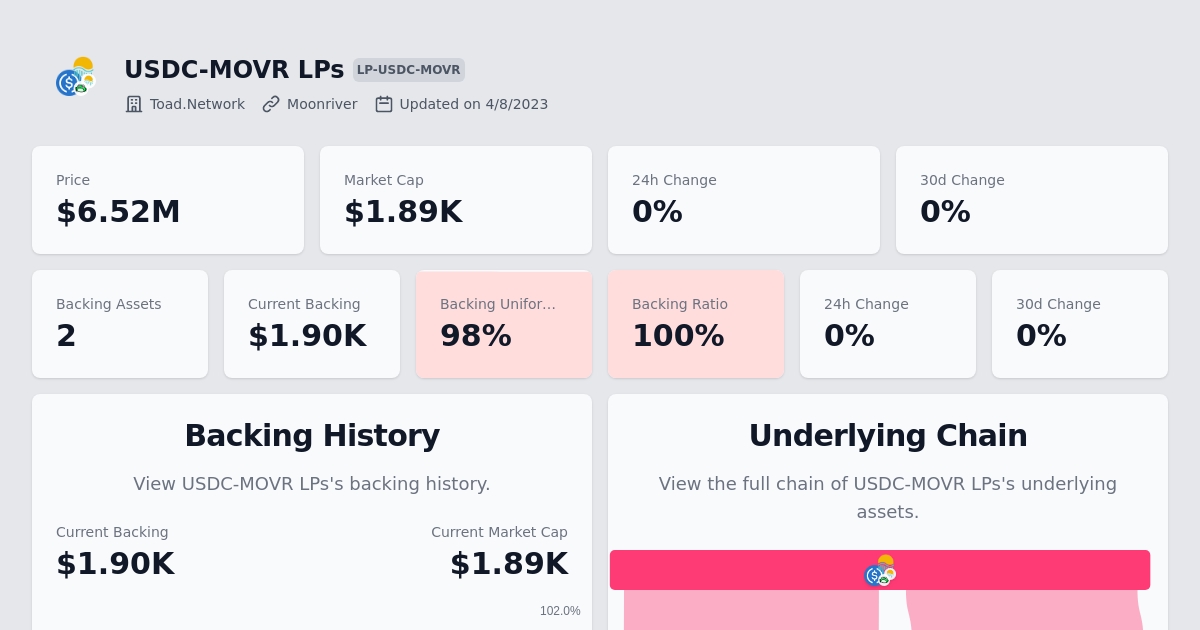 USDC-MOVR LPs LP-USDC-MOVR
Toad.Network Moonriver Updated on 4/8/2023
Price
$6.52M
Market Cap
$1.89K
24h Change
0%
30d Change
0%
Backing Assets
2
Current Backing
$1.90K
Backing Unifor...
98%
Backing Ratio
100%
24h Change
0%
30d Change
0%
Backing History
View USDC-MOVR LPs's backing history.
Current Backing
$1.90K
Current Market Cap
$1.89K
102.0%
Underlying Chain
View the full chain of USDC-MOVR LPs's underlying
assets.